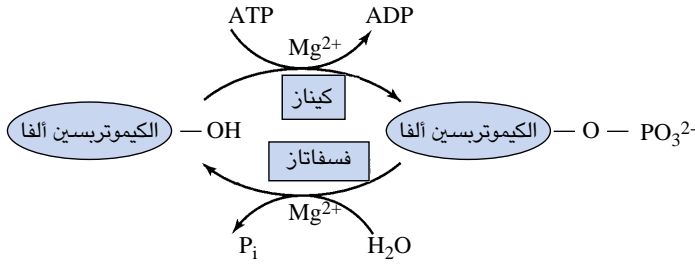 ATP ADP
Mg2+
كيناز
الكيموتربسين ألفا — OH
الكيموتربسين ألفا — O — PO32-
فسفاتاز
Mg2+
Pi H2O